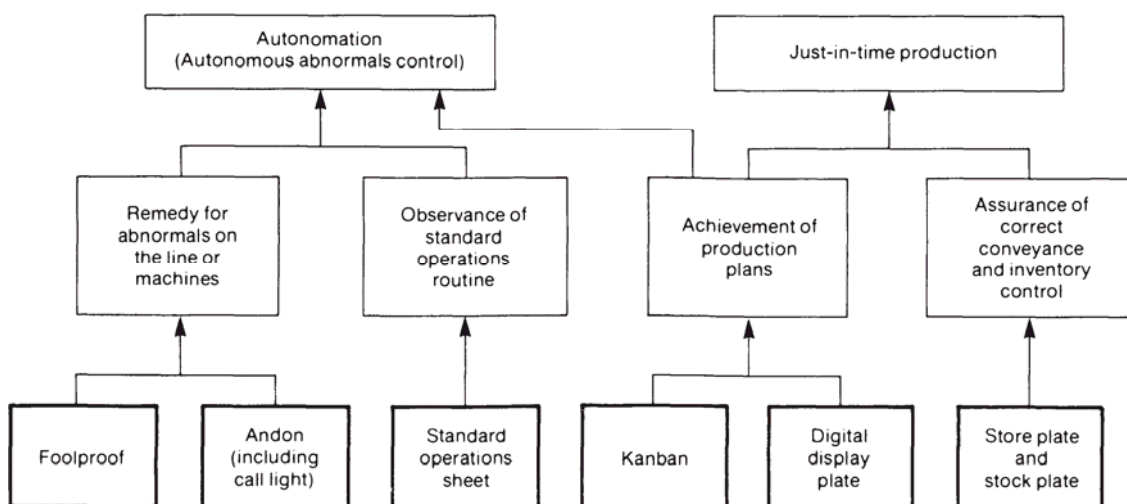 Autonomation
(Autonomous abnormals control)
Just-in-time production
Remedy for
abnormals on
the line or
machines
Observance of
standard
operations
routine
Achievement of
production
plans
Assurance of
correct
conveyance
and inventory
control
Foolproof
Andon
(including
call light)
Standard
operations
sheet
Kanban
Digital
display
plate
Store plate
and
stock plate